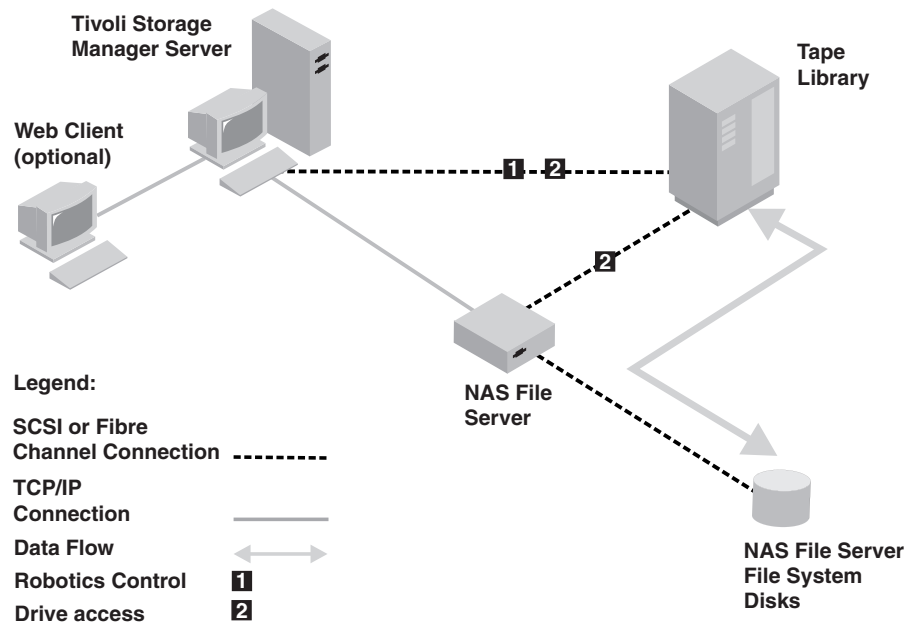 Tivoli Storage
Manager Server
Tape
Library
Web Client
(optional)
1 2
2
NAS File
Server
Legend:
SCSI or Fibre
Channel Connection
TCP/IP
Connection
Data Flow
Robotics Control 1
Drive access 2
NAS File Server
File System
Disks